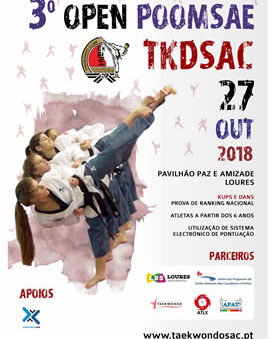 3º OPEN POOMSAE
TKDSAC
27
OUT
2018
PAVILHÃO PAZ E AMIZADE
LOURES
KUPS E DANS
PROVA DE RANKING NACIONAL
ATLETAS A PARTIR DOS 6 ANOS
UTILIZAÇÃO DE SISTEMA
ELECTRÓNICO DE PONTUAÇÃO
PARCEIROS
APOIOS
LOURES
TAEKWONDO
ATLX
APAT
www.taekwondosac.pt